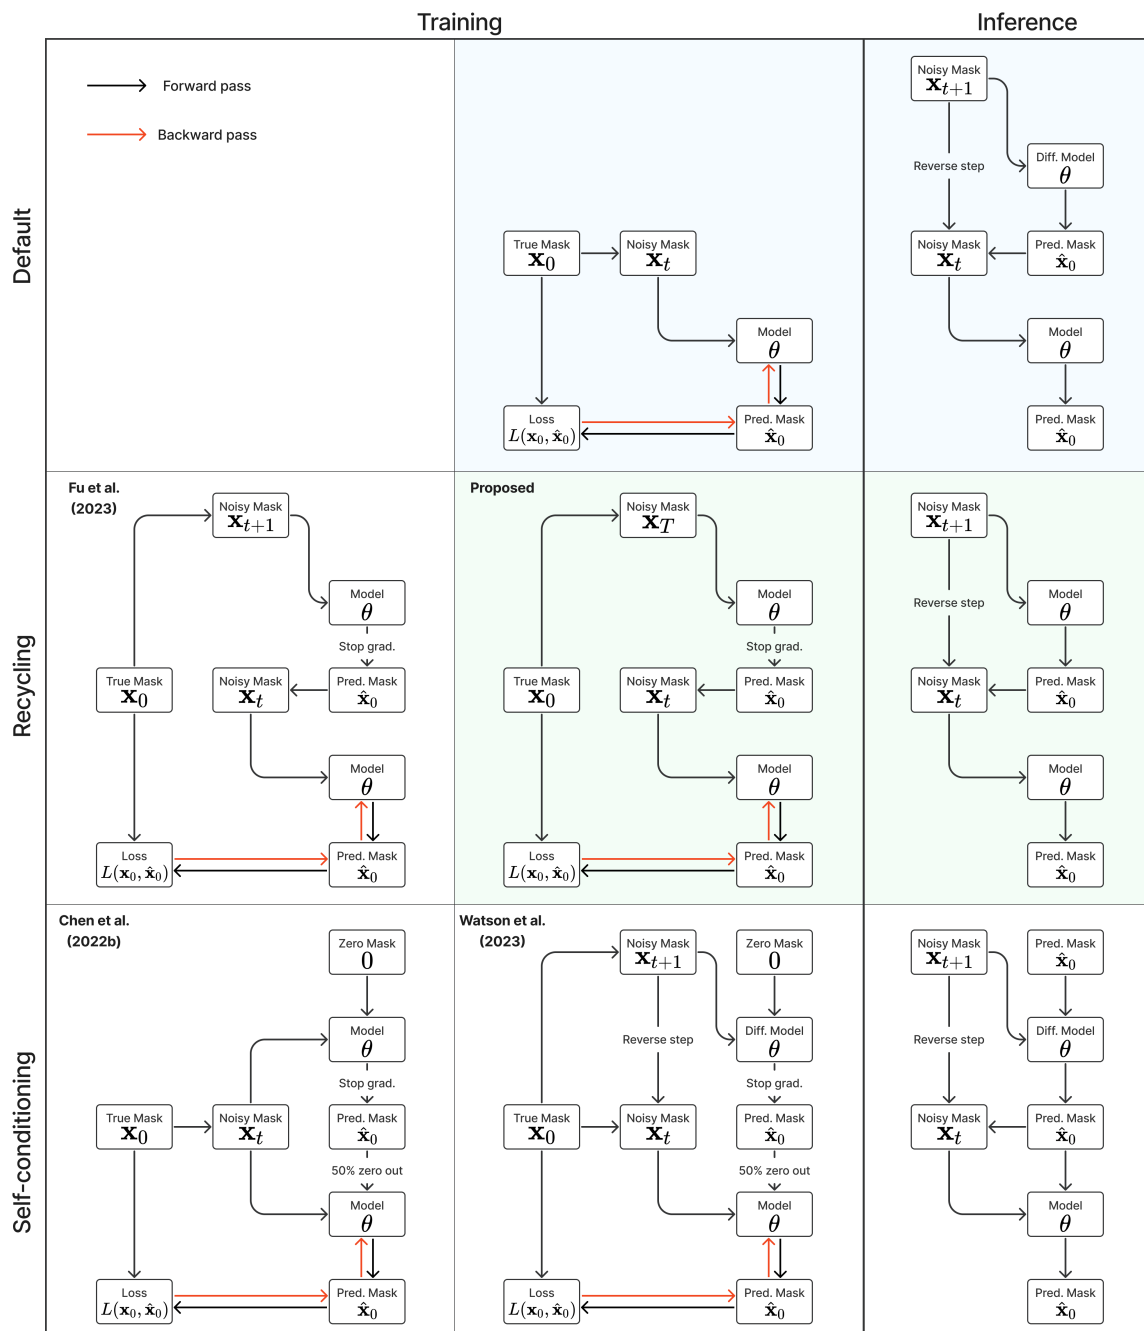 Training
Inference
Default
Forward pass
Backward pass
True Mask
x₀
Noisy Mask
xₜ
Model
θ
Loss
L(x₀, x̂₀)
Pred. Mask
x̂₀
Noisy Mask
xₜ₊₁
Reverse step
Diff. Model
θ
Noisy Mask
xₜ
Pred. Mask
x̂₀
Model
θ
Pred. Mask
x̂₀
Recycling
Fu et al.
(2023)
Noisy Mask
xₜ₊₁
Model
θ
Stop grad.
True Mask
x₀
Noisy Mask
xₜ
Pred. Mask
x̂₀
Model
θ
Loss
L(x₀, x̂₀)
Pred. Mask
x̂₀
Proposed
Noisy Mask
x_T
Model
θ
Stop grad.
True Mask
x₀
Noisy Mask
xₜ
Pred. Mask
x̂₀
Model
θ
Loss
L(x₀, x̂₀)
Pred. Mask
x̂₀
Noisy Mask
xₜ₊₁
Reverse step
Model
θ
Noisy Mask
xₜ
Pred. Mask
x̂₀
Model
θ
Pred. Mask
x̂₀
Self-conditioning
Chen et al.
(2022b)
Zero Mask
0
Model
θ
Stop grad.
True Mask
x₀
Noisy Mask
xₜ
Pred. Mask
x̂₀
50% zero out
Model
θ
Loss
L(x₀, x̂₀)
Pred. Mask
x̂₀
Watson et al.
(2023)
Noisy Mask
xₜ₊₁
Zero Mask
0
Reverse step
Diff. Model
θ
Stop grad.
True Mask
x₀
Noisy Mask
xₜ
Pred. Mask
x̂₀
50% zero out
Model
θ
Loss
L(x₀, x̂₀)
Pred. Mask
x̂₀
Noisy Mask
xₜ₊₁
Pred. Mask
x̂₀
Reverse step
Diff. Model
θ
Noisy Mask
xₜ
Pred. Mask
x̂₀
Model
θ
Pred. Mask
x̂₀